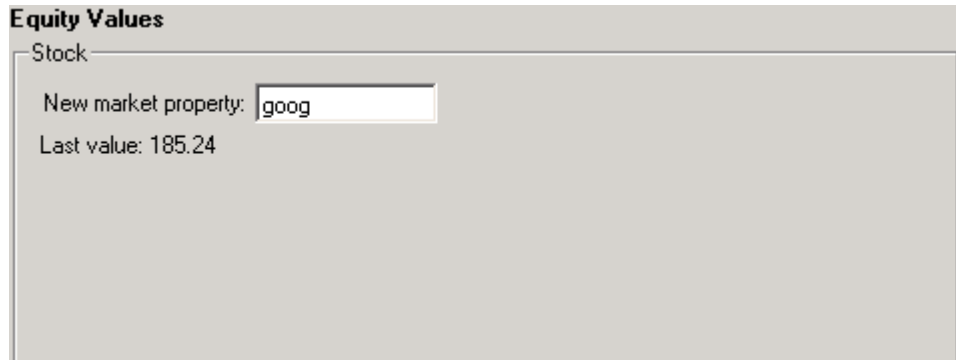 Equity Values
Stock
New market property: goog
Last value: 185.24